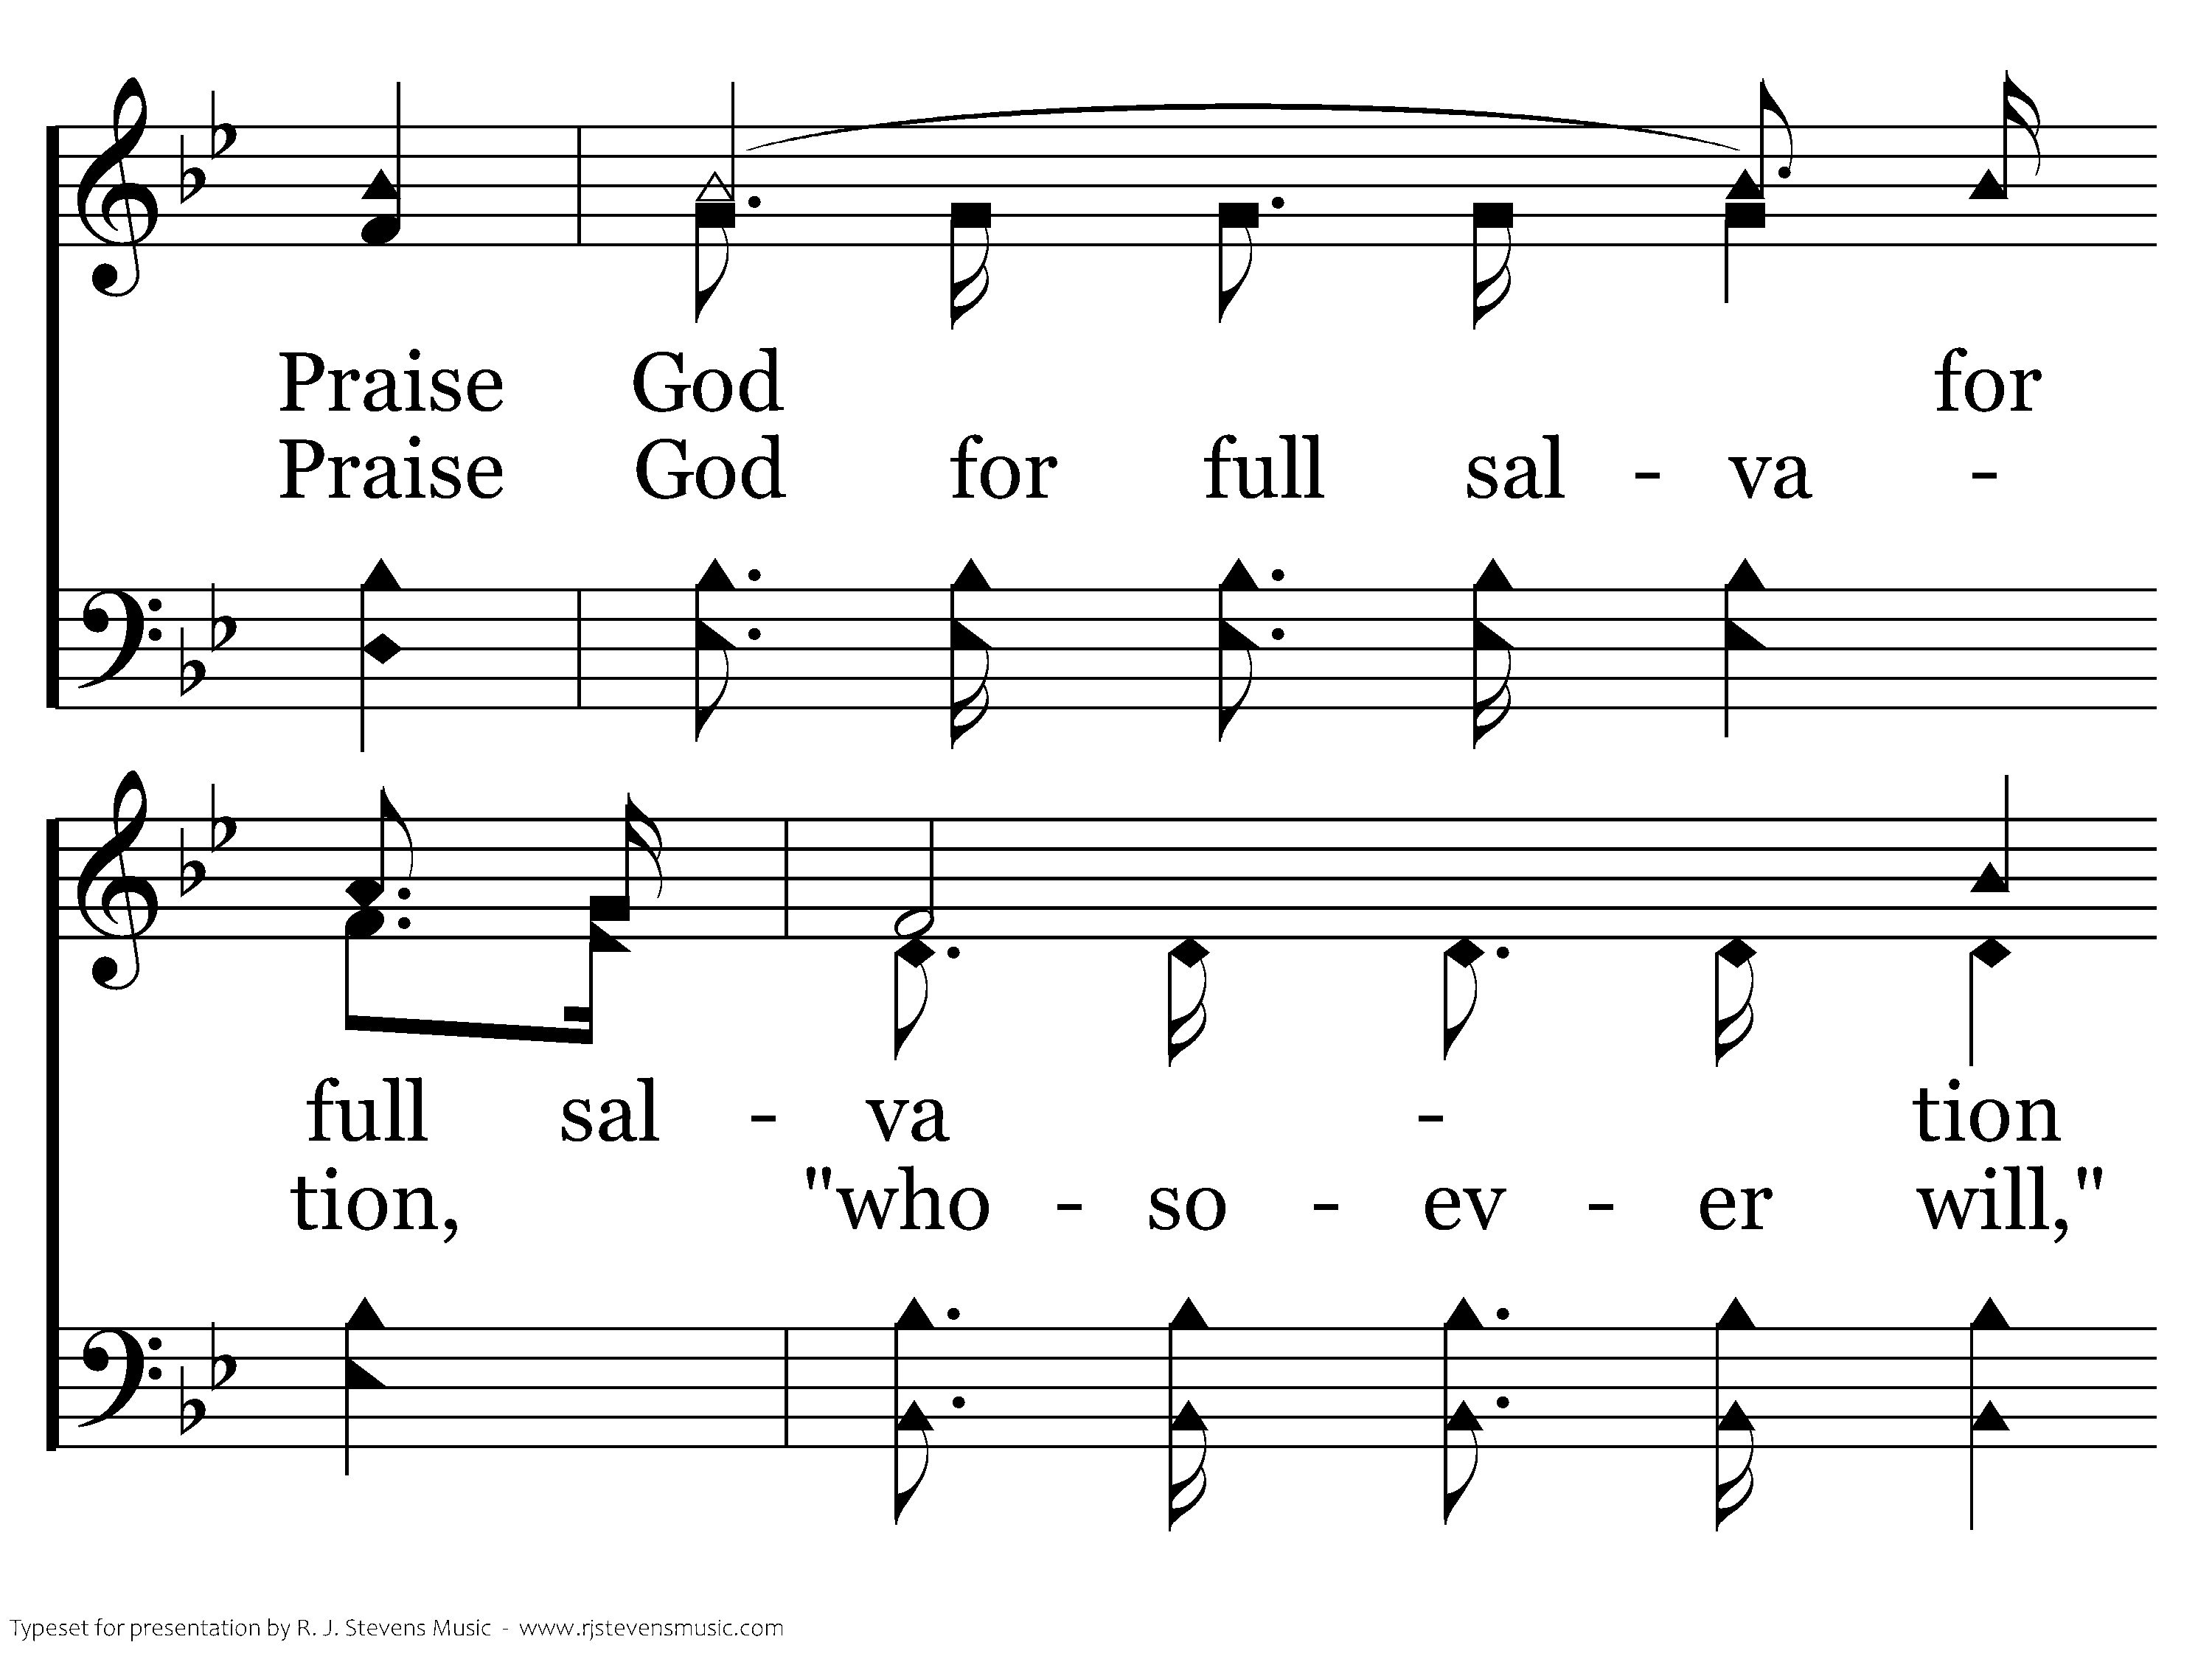 Praise God for
Praise God for full sal - va -
full sal - va - tion
tion, "who - so - ev - er will,"
Typeset for presentation by R. J. Stevens Music - www.rjstevensmusic.com